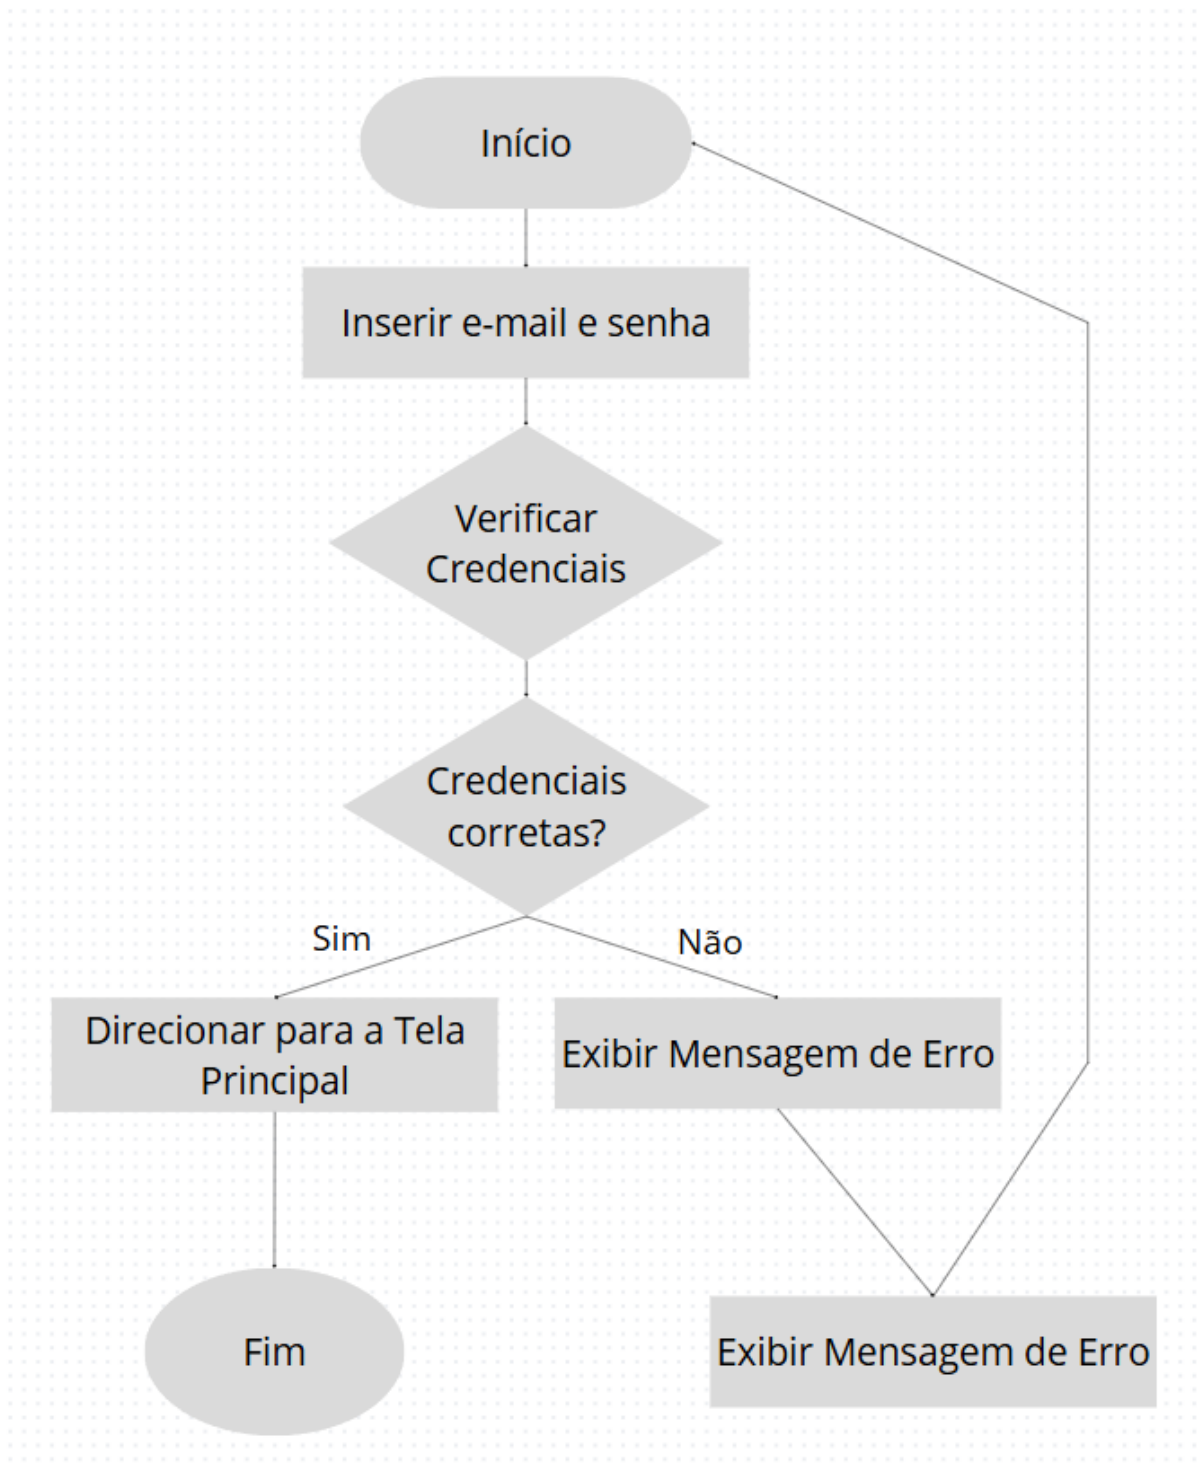 Início
Inserir e-mail e senha
Verificar
Credenciais
Credenciais
corretas?
Sim
Não
Direcionar para a Tela
Principal
Exibir Mensagem de Erro
Fim
Exibir Mensagem de Erro